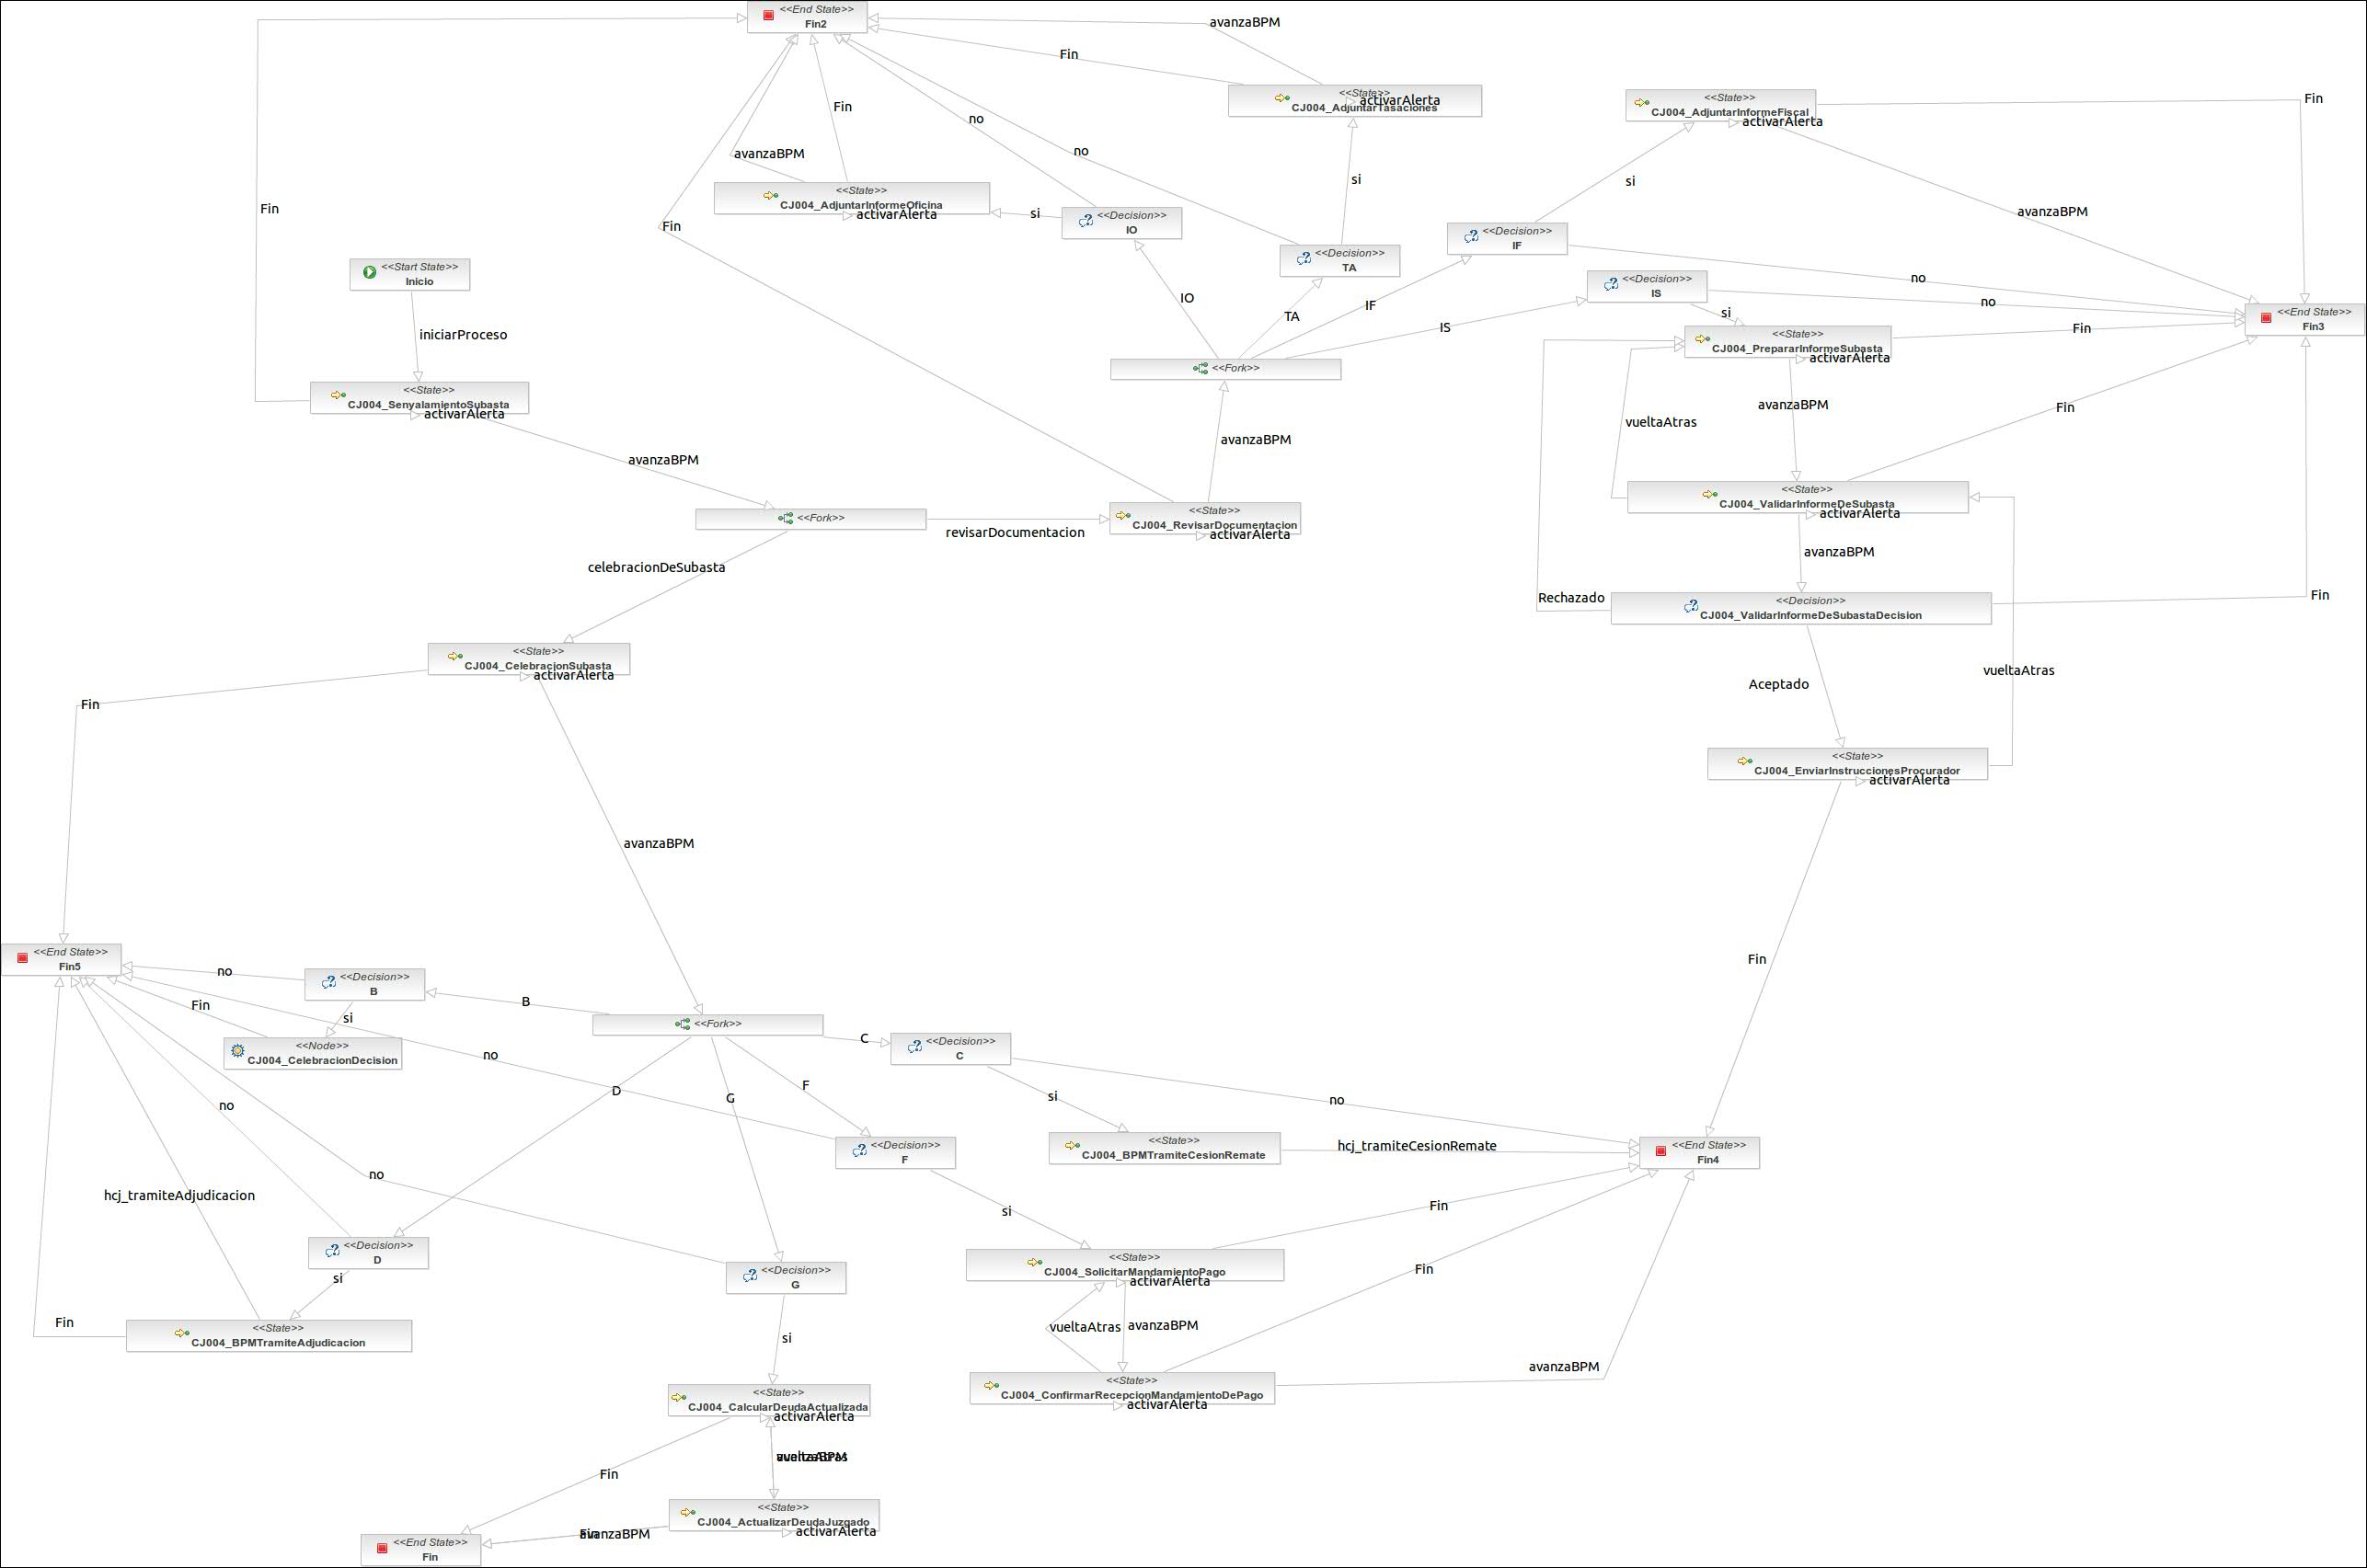 <<End State>>
Fin2
avanzaBPM
Fin
<<State>>
CJ004_AdjuntarTasaciones
activarAlerta
<<State>>
CJ004_AdjuntarInformeFiscal
activarAlerta
Fin
Fin
no
no
avanzaBPM
si
si
<<State>>
CJ004_AdjuntarInformeOficina
activarAlerta
si
<<Decision>>
IO
Fin
Fin
avanzaBPM
<<Decision>>
IF
<<Decision>>
TA
<<Start State>>
Inicio
<<Decision>>
IS
no
no
IO
TA
IF
IS
si
<<End State>>
Fin3
iniciarProceso
<<State>>
CJ004_PrepararInformeSubasta
activarAlerta
Fin
<<Fork>>
<<State>>
CJ004_SenyalamientoSubasta
activarAlerta
avanzaBPM
Fin
vueltaAtras
avanzaBPM
avanzaBPM
<<State>>
CJ004_ValidarInformeDeSubasta
activarAlerta
<<Fork>>
revisarDocumentacion
<<State>>
CJ004_RevisarDocumentacion
activarAlerta
avanzaBPM
celebracionDeSubasta
Rechazado
<<Decision>>
CJ004_ValidarInformeDeSubastaDecision
Fin
<<State>>
CJ004_CelebracionSubasta
activarAlerta
Aceptado
vueltaAtras
Fin
<<State>>
CJ004_EnviarInstruccionesProcurador
activarAlerta
avanzaBPM
Fin
<<End State>>
Fin5
no
<<Decision>>
B
B
Fin
si
<<Fork>>
<<Node>>
CJ004_CelebracionDecision
no
C
<<Decision>>
C
D
G
F
si
no
no
<<Decision>>
F
<<State>>
CJ004_BPMTramiteCesionRemate
hcj_tramiteCesionRemate
<<End State>>
Fin4
no
hcj_tramiteAdjudicacion
si
Fin
<<Decision>>
D
si
<<Decision>>
G
<<State>>
CJ004_SolicitarMandamientoPago
activarAlerta
Fin
Fin
<<State>>
CJ004_BPMTramiteAdjudicacion
si
vueltaAtras
avanzaBPM
avanzaBPM
<<State>>
CJ004_CalcularDeudaActualizada
activarAlerta
<<State>>
CJ004_ConfirmarRecepcionMandamientoDePago
activarAlerta
vueltaAtras
avanzaBPM
Fin
<<State>>
CJ004_ActualizarDeudaJuzgado
activarAlerta
Fin
avanzaBPM
<<End State>>
Fin